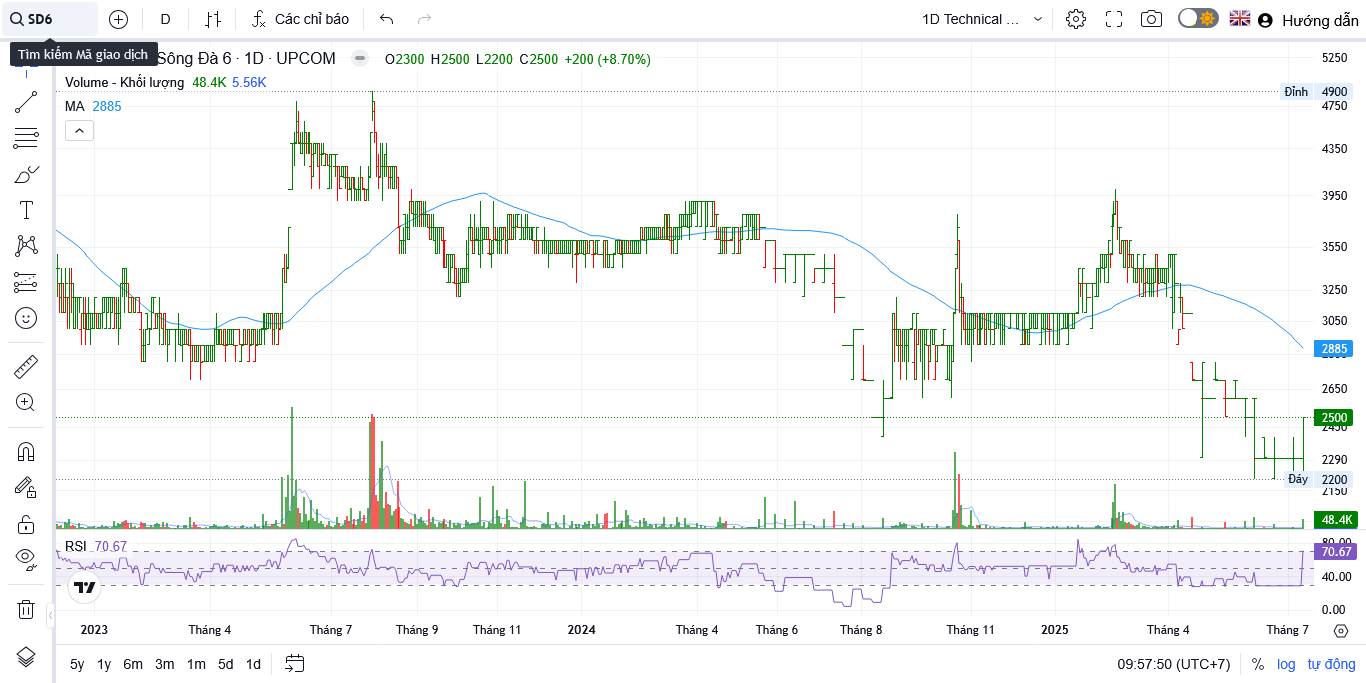 SD6
D
Các chỉ báo
1D Technical ...
Hướng dẫn
Tìm kiếm Mã giao dịch
Sông Đà 6 · 1D · UPCOM
O2300 H2500 L2200 C2500 +200 (+8.70%)
Volume - Khối lượng 48.4K 5.56K
MA 2885
5250
Đỉnh 4900
4750
4350
3950
3550
3250
3050
2885
2650
2500
2450
2290
Đáy 2200
2150
48.4K
RSI 70.67
80.00
70.67
40.00
0.00
2023 Tháng 4 Tháng 7 Tháng 9 Tháng 11 2024 Tháng 4 Tháng 6 Tháng 8 Tháng 11 2025 Tháng 4 Tháng 7
5y 1y 6m 3m 1m 5d 1d
09:57:50 (UTC+7) % log tự động